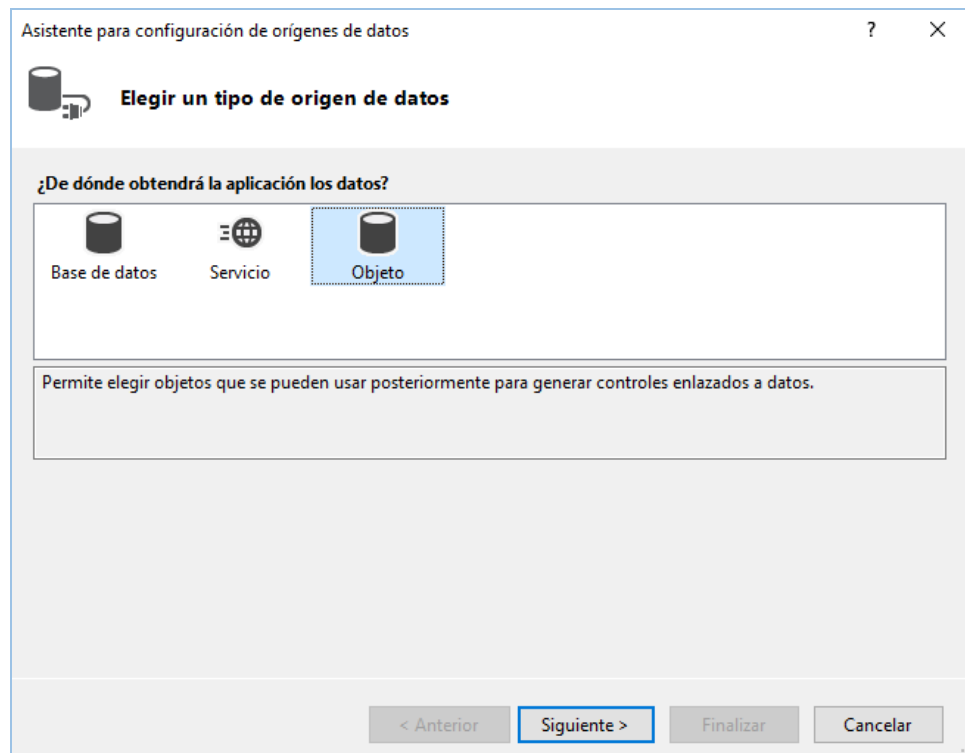 Asistente para configuración de orígenes de datos ?
Elegir un tipo de origen de datos
¿De dónde obtendrá la aplicación los datos?
Base de datos Servicio Objeto
Permite elegir objetos que se pueden usar posteriormente para generar controles enlazados a datos.
< Anterior Siguiente > Finalizar Cancelar